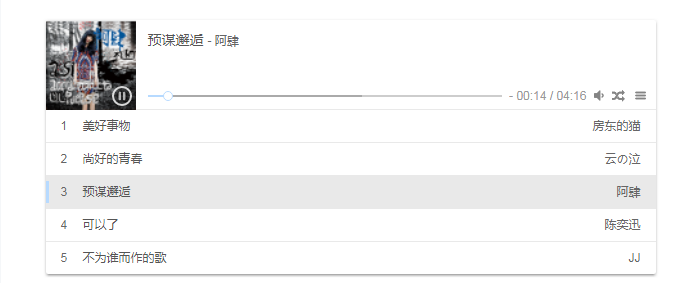 预谋邂逅 - 阿肆
- 00:14 / 04:16
1 美好事物 房东的猫
2 尚好的青春 云の泣
3 预谋邂逅 阿肆
4 可以了 陈奕迅
5 不为谁而作的歌 JJ